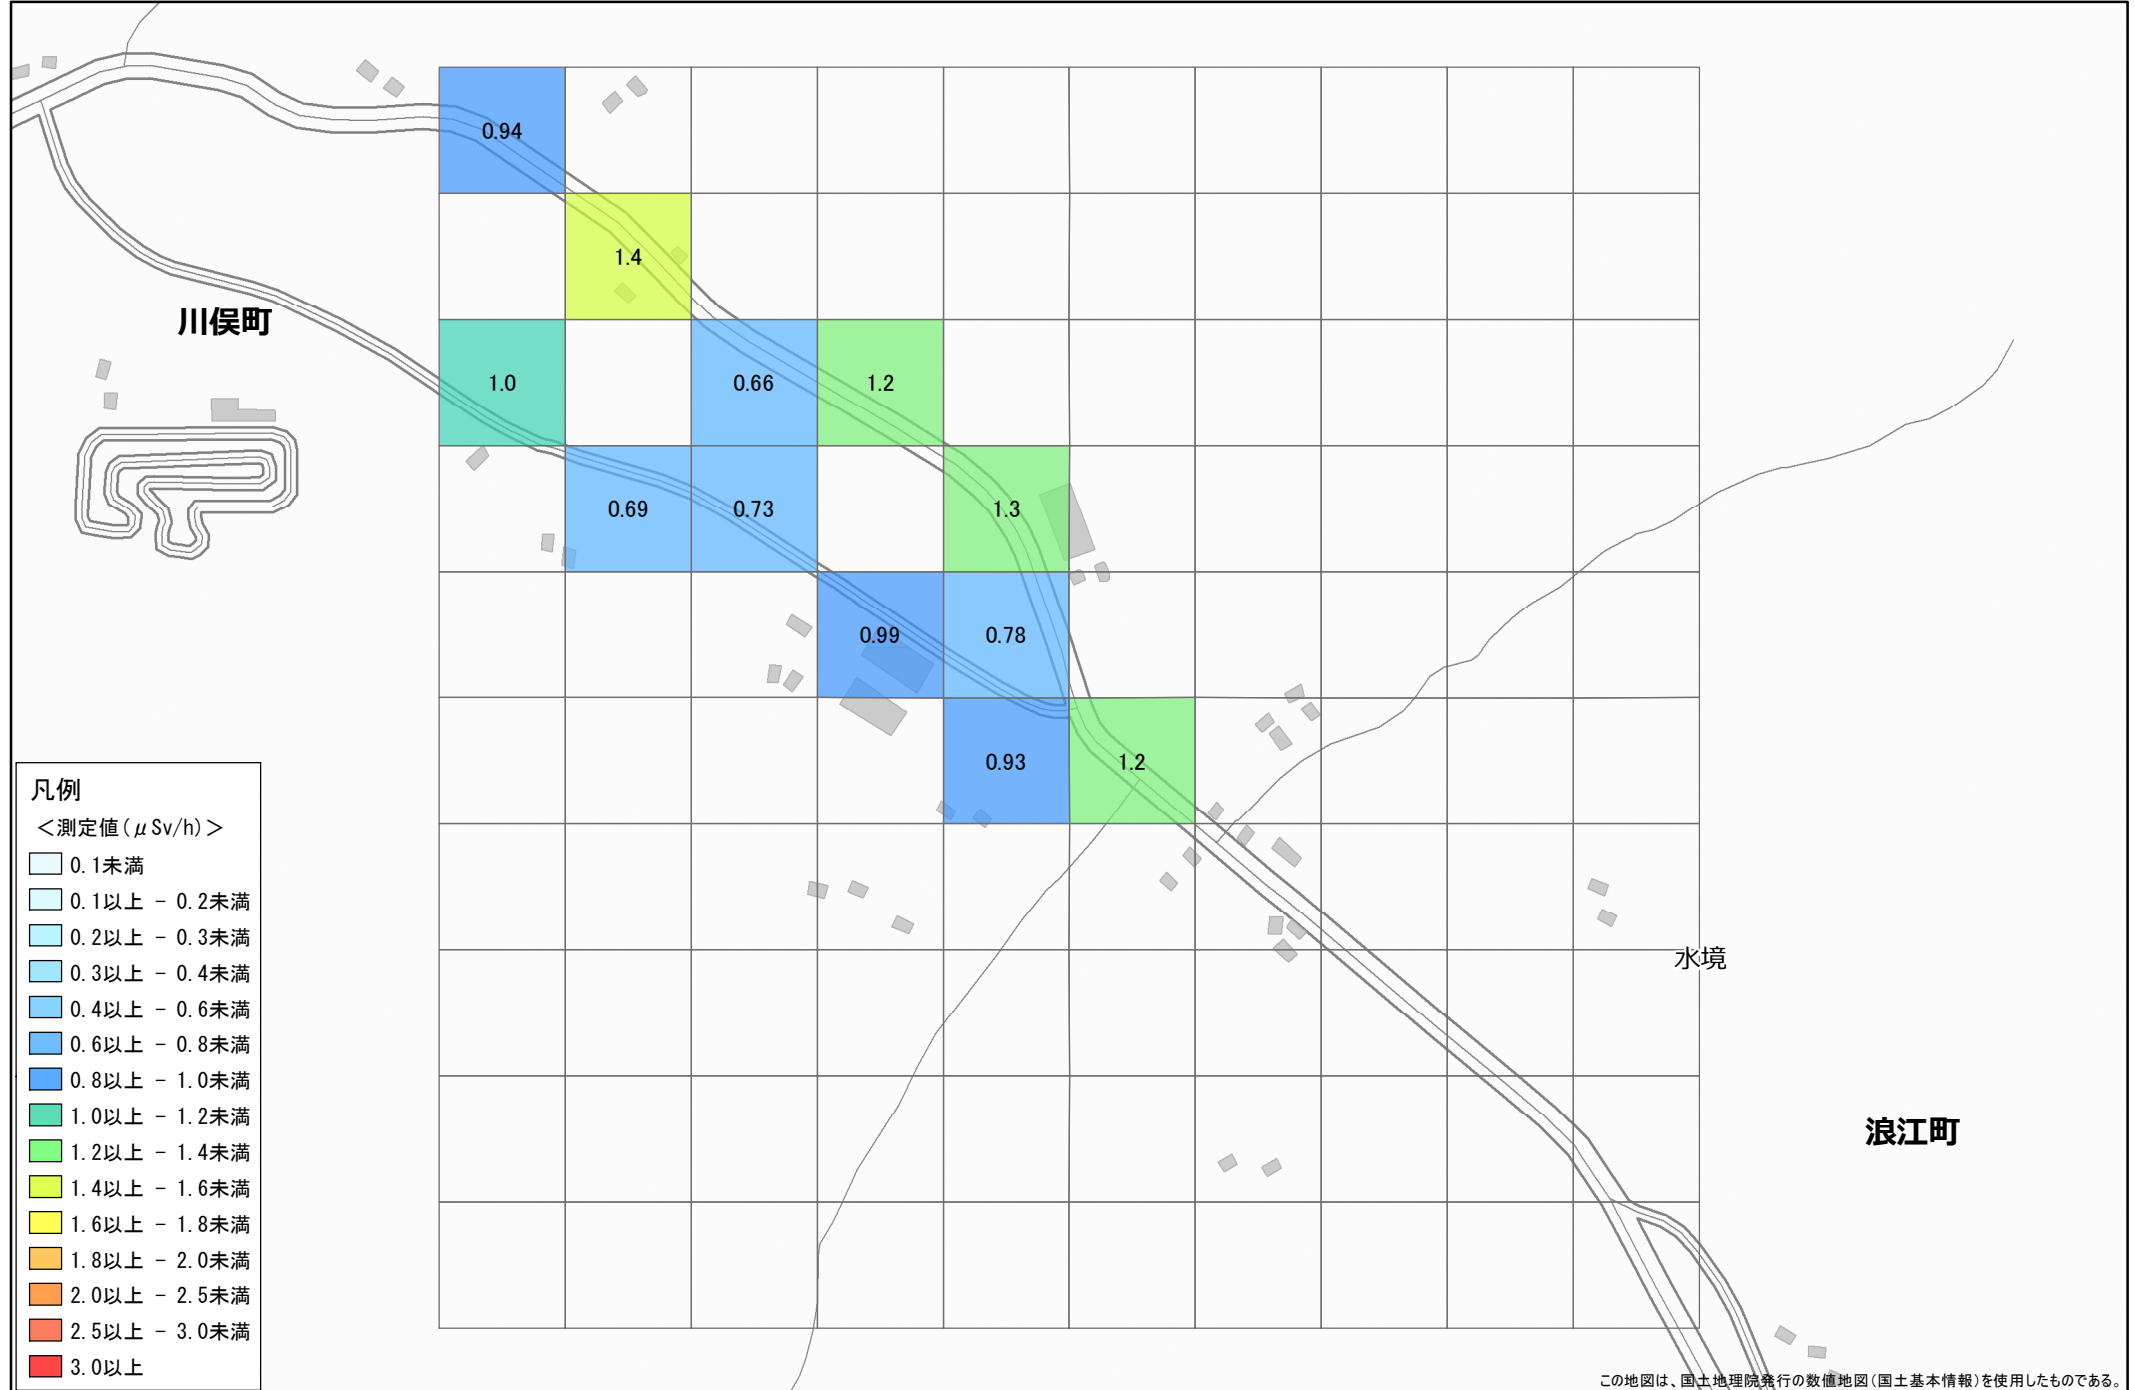 0.94
1.4
川俣町
1.0
0.66
1.2
0.69
0.73
1.3
0.99
0.78
0.93
1.2
凡例
＜測定値(μSv/h)＞
0.1未満
0.1以上 − 0.2未満
0.2以上 − 0.3未満
0.3以上 − 0.4未満
0.4以上 − 0.6未満
0.6以上 − 0.8未満
0.8以上 − 1.0未満
1.0以上 − 1.2未満
1.2以上 − 1.4未満
1.4以上 − 1.6未満
1.6以上 − 1.8未満
1.8以上 − 2.0未満
2.0以上 − 2.5未満
2.5以上 − 3.0未満
3.0以上
水境
浪江町
この地図は、国土地理院発行の数値地図(国土基本情報)を使用したものである。